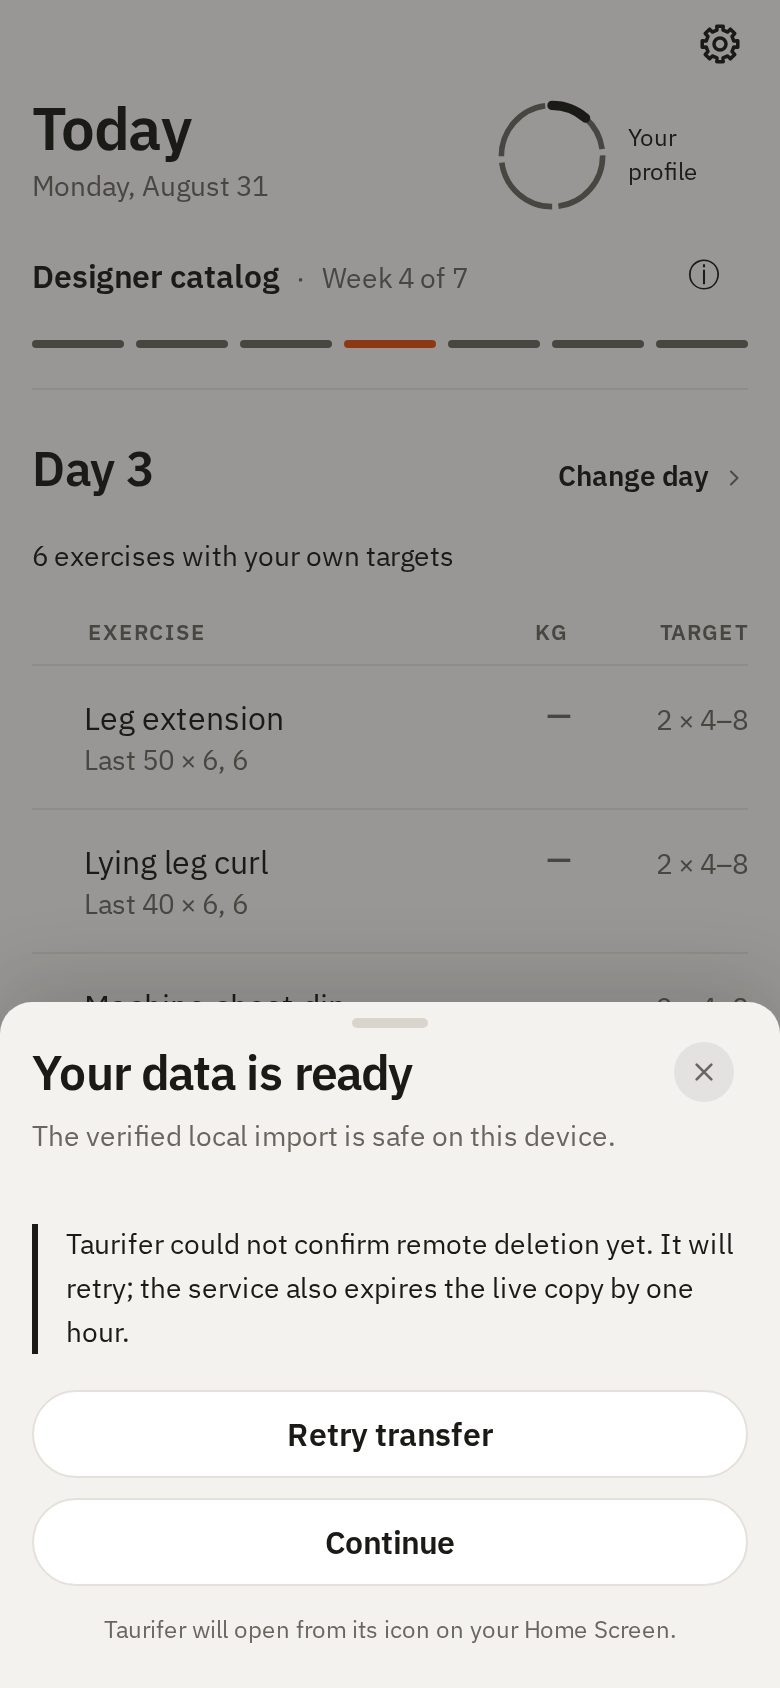 Today
Monday, August 31
Your
profile
Designer catalog · Week 4 of 7
Day 3
Change day
6 exercises with your own targets
EXERCISE KG TARGET
Leg extension — 2 × 4–8
Last 50 × 6, 6
Lying leg curl — 2 × 4–8
Last 40 × 6, 6
Machine chest dip
Your data is ready
The verified local import is safe on this device.
Taurifer could not confirm remote deletion yet. It will
retry; the service also expires the live copy by one
hour.
Retry transfer
Continue
Taurifer will open from its icon on your Home Screen.